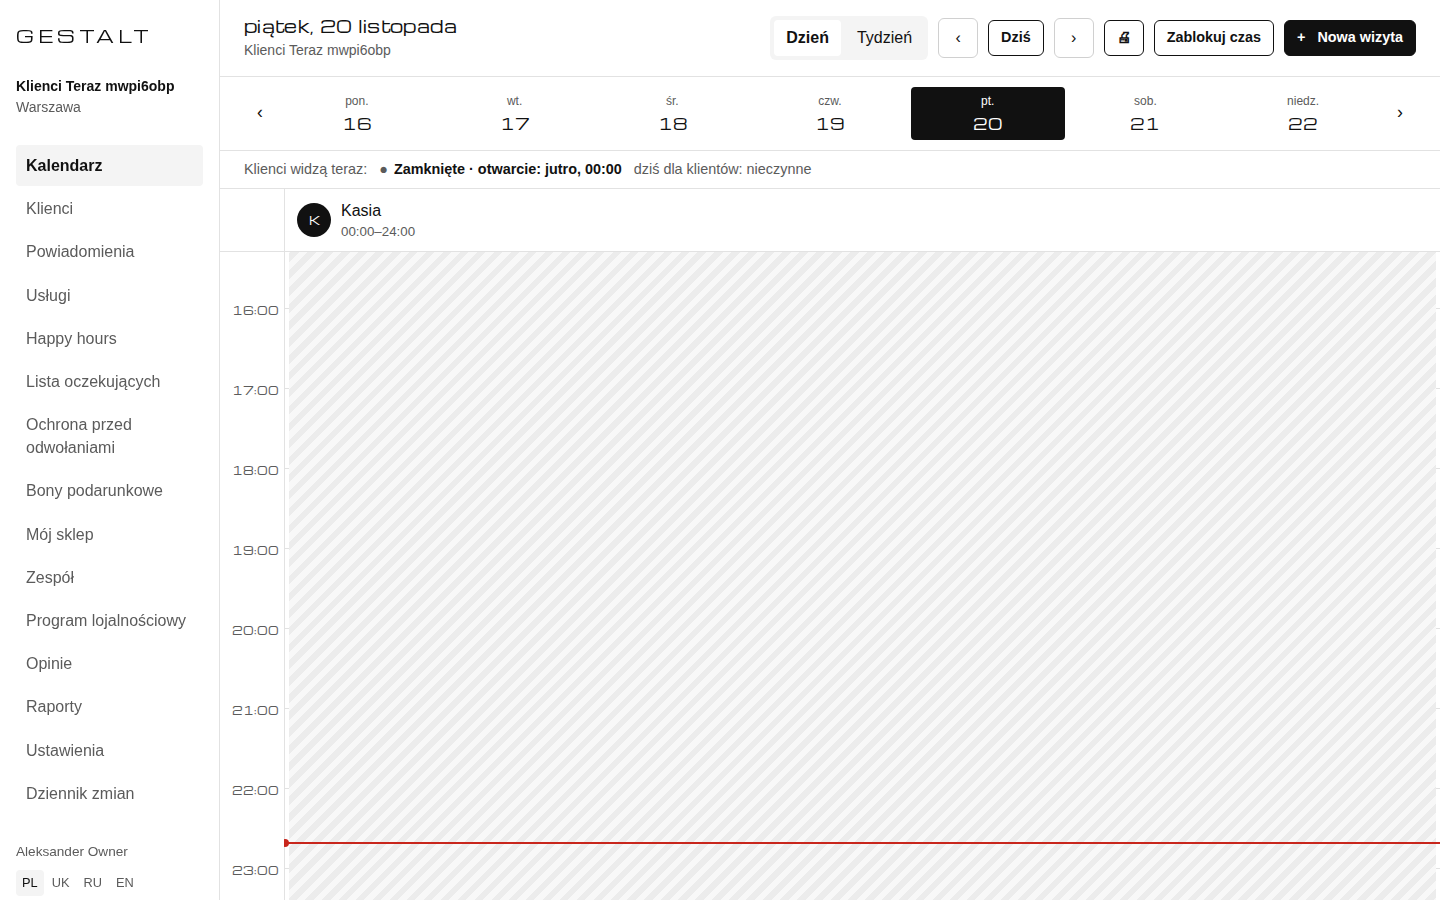 GESTALT
Klienci Teraz mwpi6obp
Warszawa
Kalendarz
Klienci
Powiadomienia
Usługi
Happy hours
Lista oczekujących
Ochrona przed
odwołaniami
Bony podarunkowe
Mój sklep
Zespół
Program lojalnościowy
Opinie
Raporty
Ustawienia
Dziennik zmian
Aleksander Owner
PL UK RU EN
piątek, 20 listopada
Klienci Teraz mwpi6obp
Dzień Tydzień ‹ Dziś › Zablokuj czas + Nowa wizyta
‹ pon. wt. śr. czw. pt. sob. niedz. ›
16 17 18 19 20 21 22
Klienci widzą teraz: ● Zamknięte · otwarcie: jutro, 00:00 dziś dla klientów: nieczynne
K Kasia
00:00–24:00
16:00
17:00
18:00
19:00
20:00
21:00
22:00
23:00